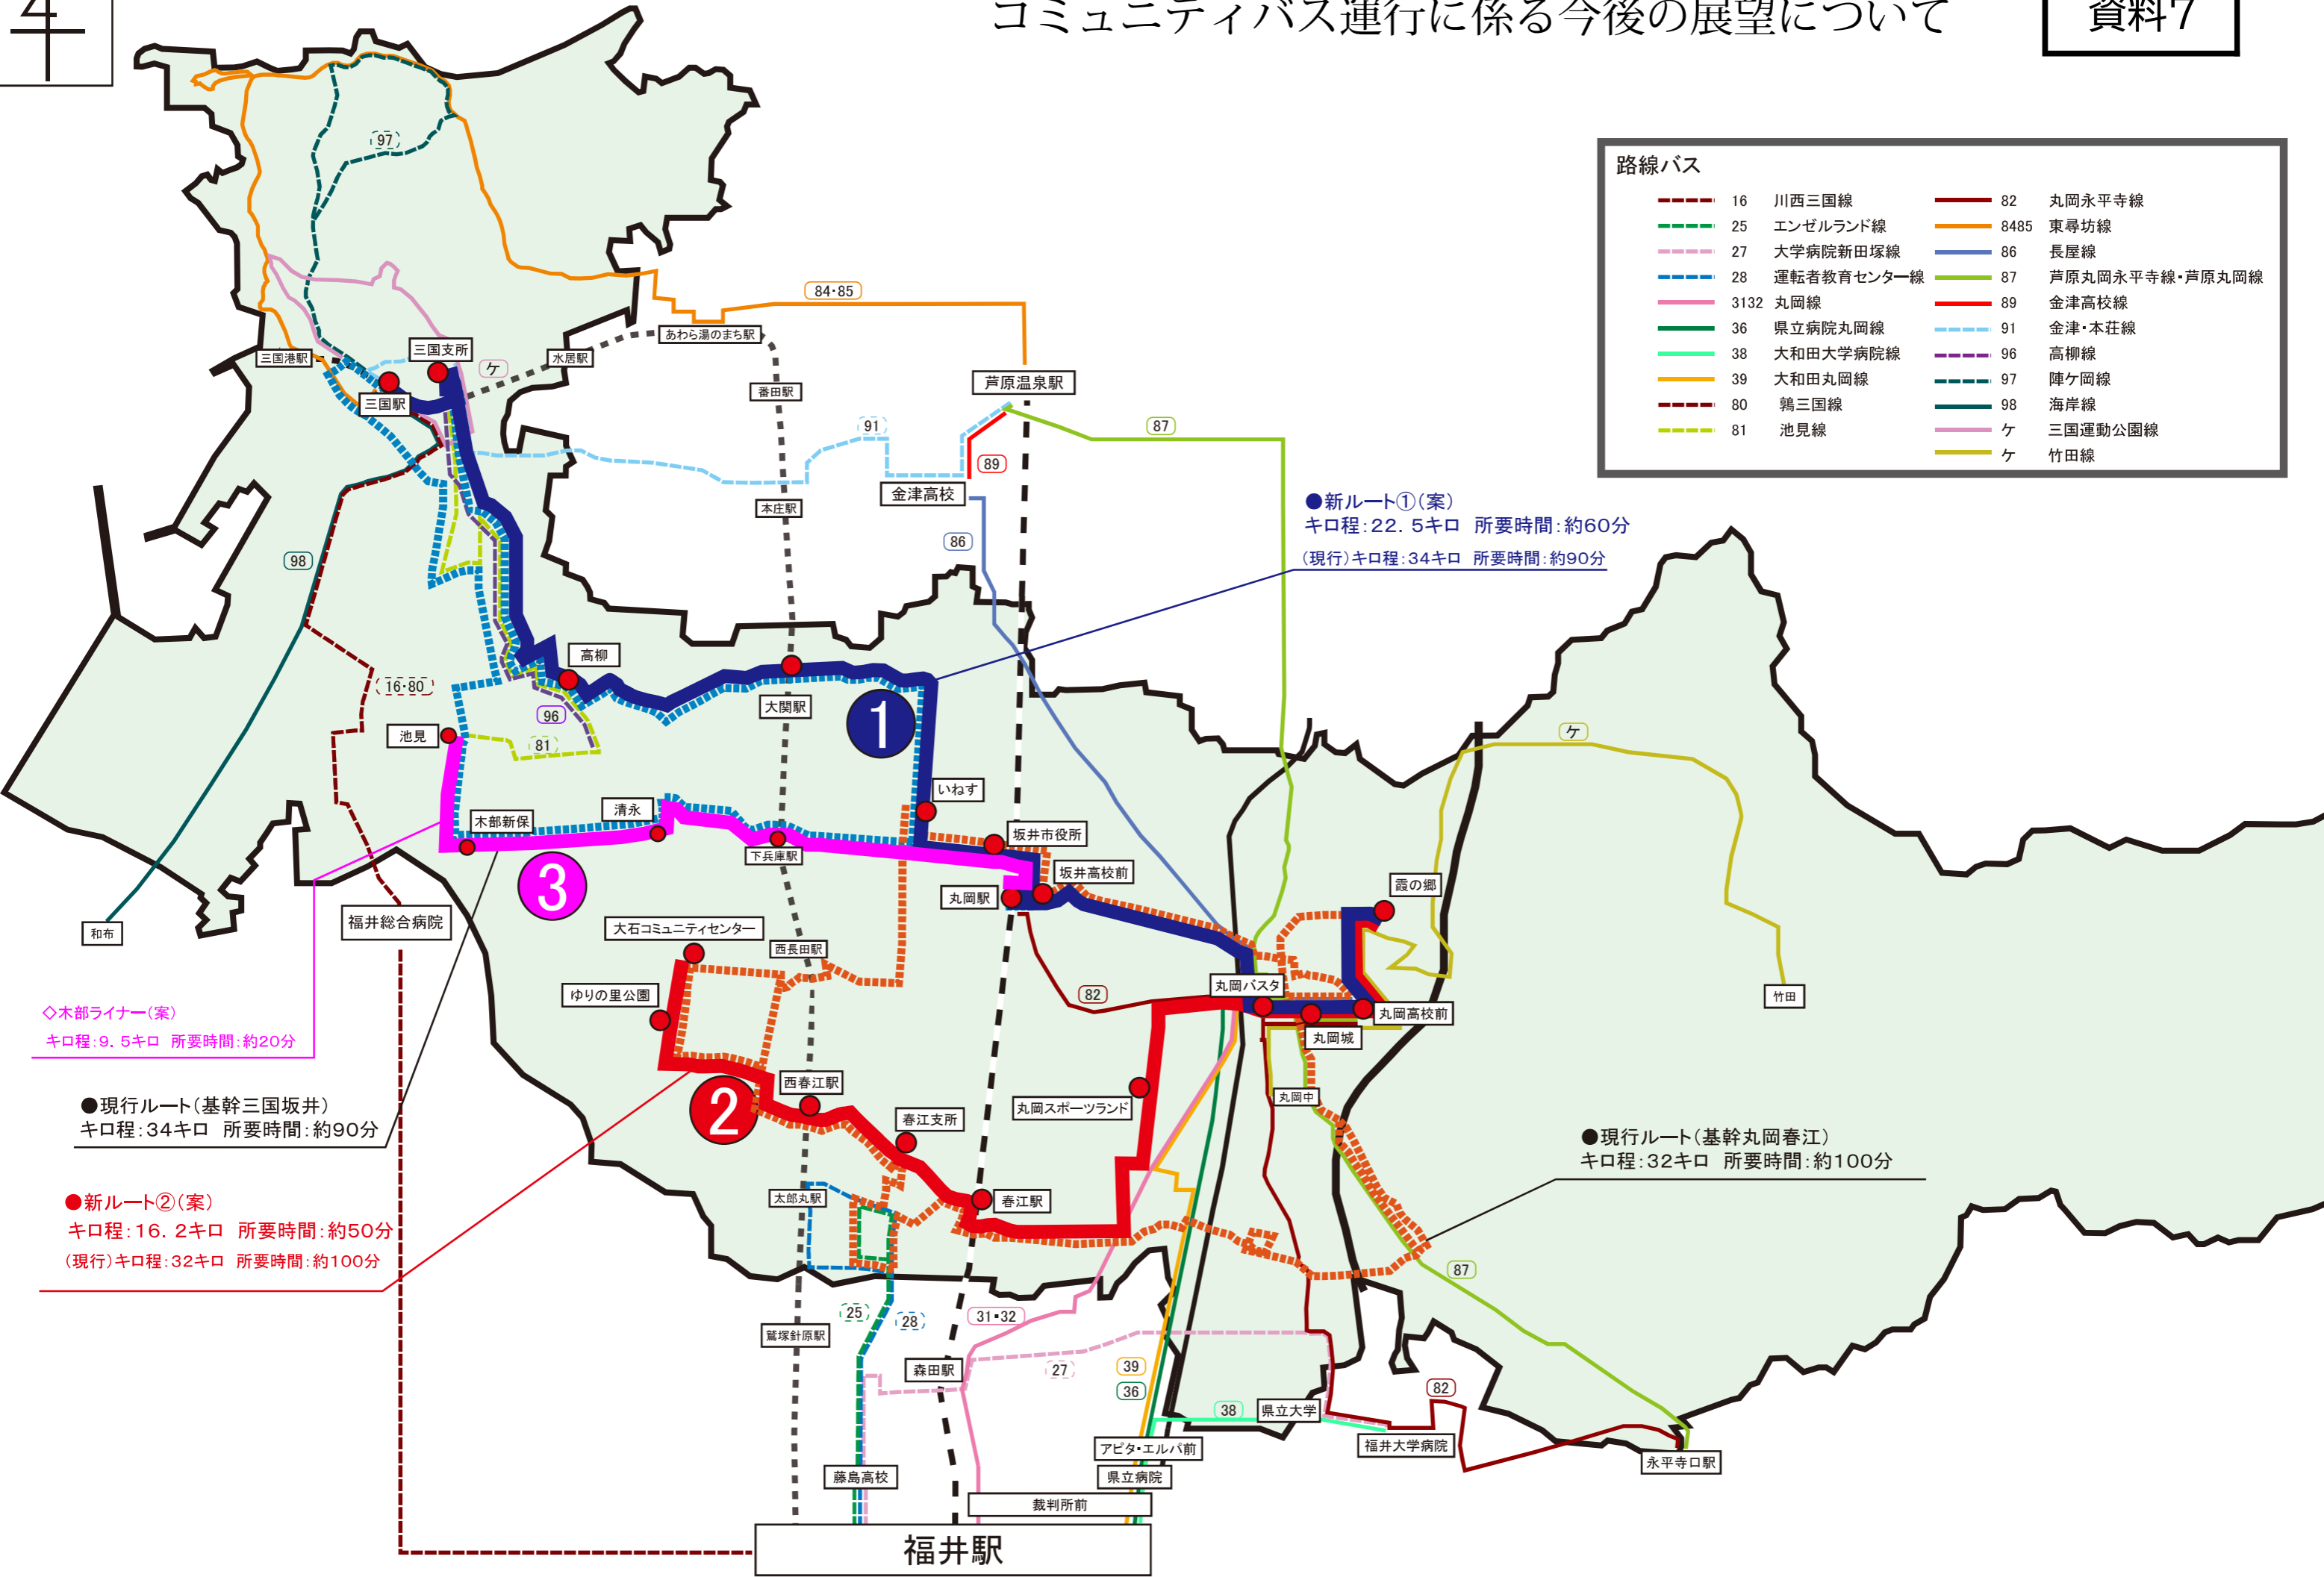 コミュニティバス運行に係る今後の展望について
資料7
路線バス
16 川西三国線
25 エンゼルランド線
27 大学病院新田塚線
28 運転者教育センター線
3132 丸岡線
36 県立病院丸岡線
38 大和田大学病院線
39 大和田丸岡線
80 鶉三国線
81 池見線
82 丸岡永平寺線
8485 東尋坊線
86 長屋線
87 芦原丸岡永平寺線・芦原丸岡線
89 金津高校線
91 金津・本荘線
96 高柳線
97 陣ケ岡線
98 海岸線
ケ 三国運動公園線
ケ 竹田線
97
84・85
あわら湯のまち駅
三国港駅
三国支所
水居駅
ケ
三国駅
番田駅
芦原温泉駅
91
87
89
金津高校
本庄駅
86
98
●新ルート①(案)
キロ程:22.5キロ 所要時間:約60分
(現行)キロ程:34キロ 所要時間:約90分
高柳
16・80
96
大関駅
1
81
池見
ケ
いねす
清永
木部新保
坂井市役所
下兵庫駅
坂井高校前
3
丸岡駅
霞の郷
福井総合病院
和布
大石コミュニティセンター
西長田駅
ゆりの里公園
82
丸岡バスタ
竹田
丸岡高校前
丸岡城
◇木部ライナー(案)
キロ程:9.5キロ 所要時間:約20分
西春江駅
2
丸岡中
丸岡スポーツランド
春江支所
●現行ルート(基幹三国坂井)
キロ程:34キロ 所要時間:約90分
●現行ルート(基幹丸岡春江)
キロ程:32キロ 所要時間:約100分
太郎丸駅
春江駅
●新ルート②(案)
キロ程:16.2キロ 所要時間:約50分
(現行)キロ程:32キロ 所要時間:約100分
87
25
28
31・32
鷲塚針原駅
森田駅
27
39
36
82
38
県立大学
福井大学病院
アピタ・エルパ前
永平寺口駅
藤島高校
県立病院
裁判所前
福井駅